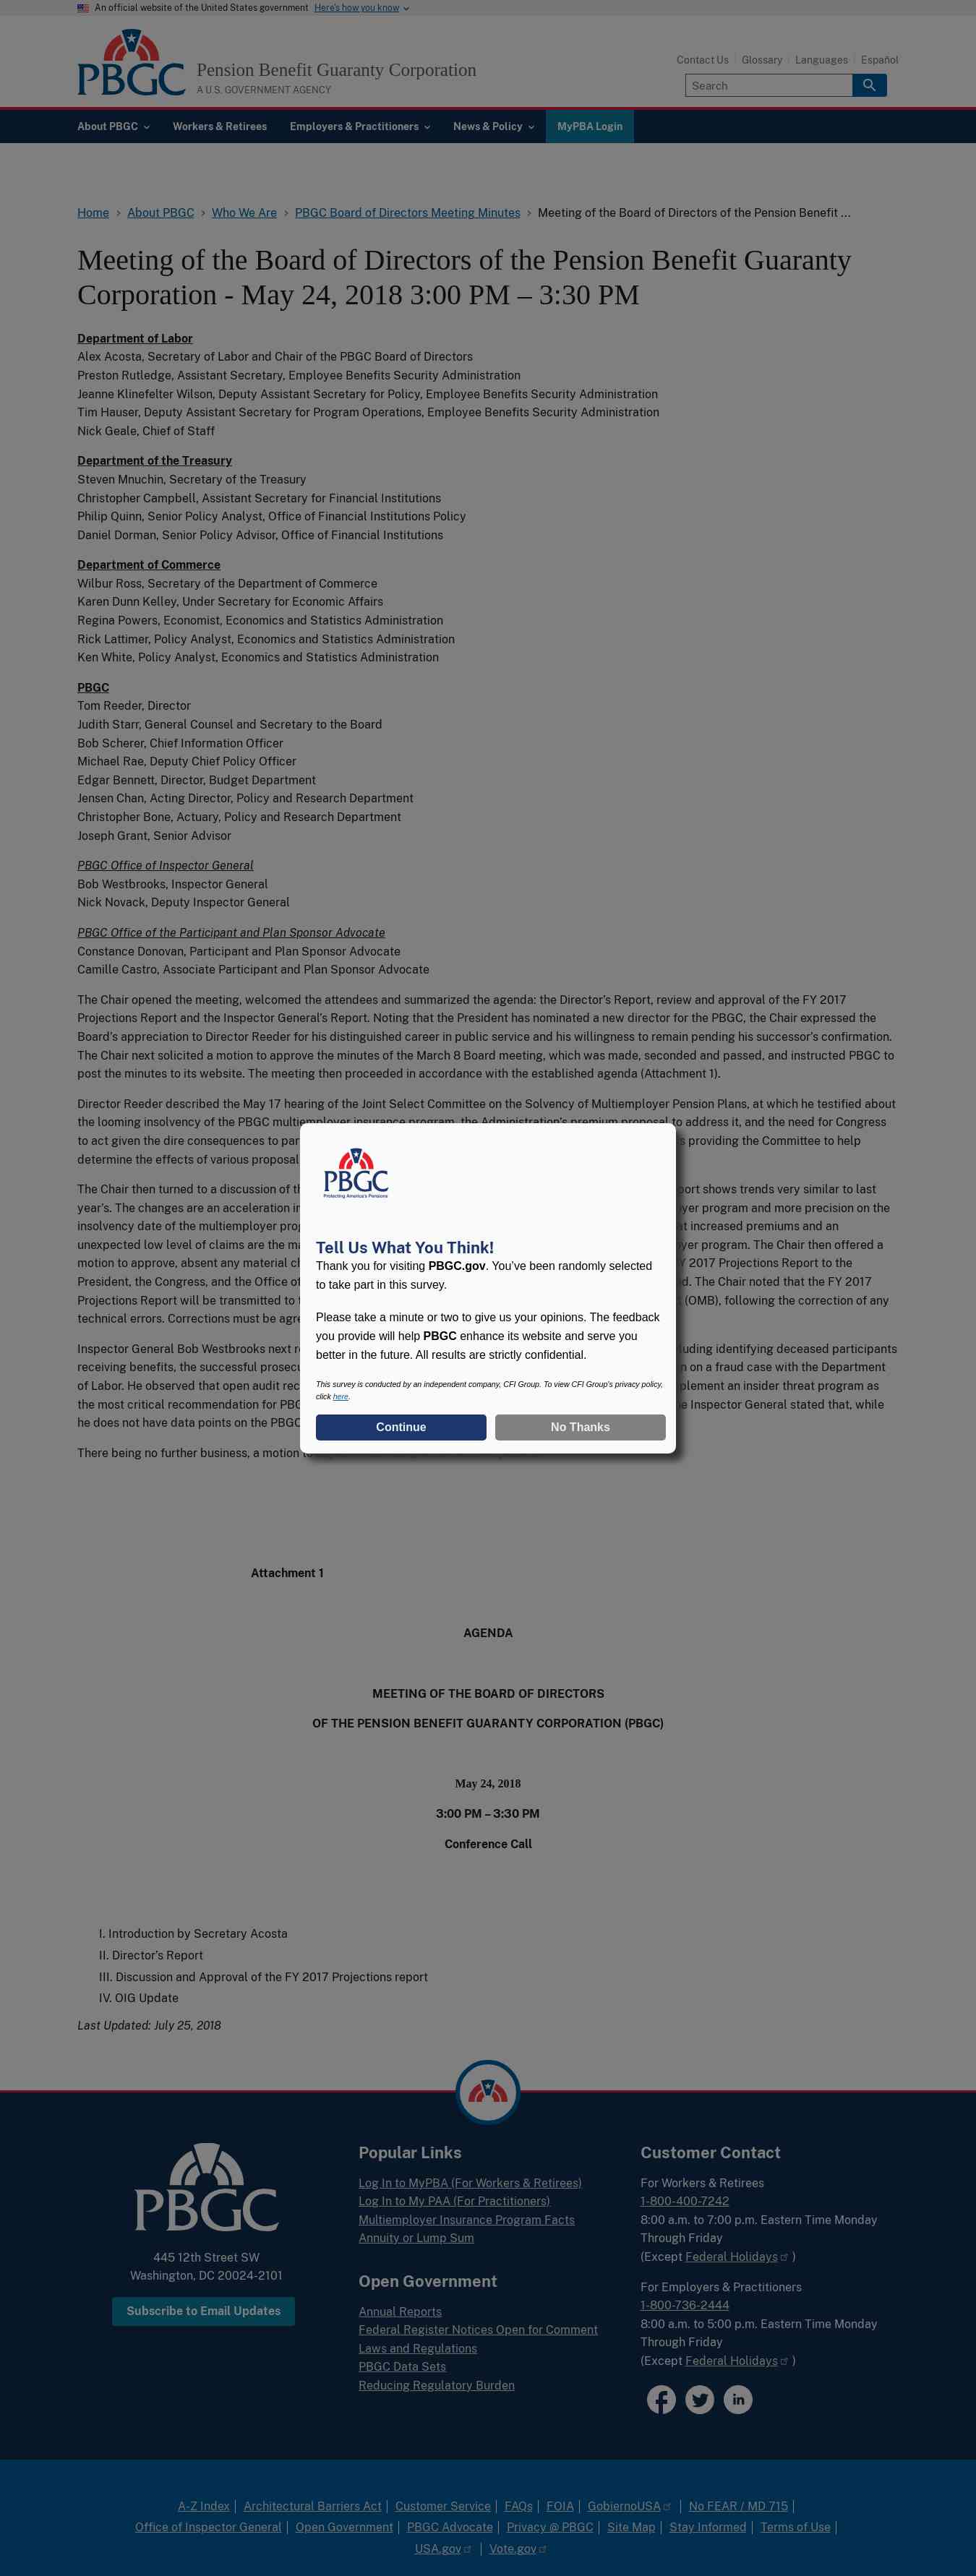 An official website of the United States government Here's how you know
PBGC
Pension Benefit Guaranty Corporation
A U.S. GOVERNMENT AGENCY
Contact Us Glossary Languages Español
Search
About PBGC Workers & Retirees Employers & Practitioners News & Policy MyPBA Login
Home About PBGC Who We Are PBGC Board of Directors Meeting Minutes Meeting of the Board of Directors of the Pension Benefit ...
Meeting of the Board of Directors of the Pension Benefit Guaranty
Corporation - May 24, 2018 3:00 PM – 3:30 PM
Department of Labor
Alex Acosta, Secretary of Labor and Chair of the PBGC Board of Directors
Preston Rutledge, Assistant Secretary, Employee Benefits Security Administration
Jeanne Klinefelter Wilson, Deputy Assistant Secretary for Policy, Employee Benefits Security Administration
Tim Hauser, Deputy Assistant Secretary for Program Operations, Employee Benefits Security Administration
Nick Geale, Chief of Staff
Department of the Treasury
Steven Mnuchin, Secretary of the Treasury
Christopher Campbell, Assistant Secretary for Financial Institutions
Philip Quinn, Senior Policy Analyst, Office of Financial Institutions Policy
Daniel Dorman, Senior Policy Advisor, Office of Financial Institutions
Department of Commerce
Wilbur Ross, Secretary of the Department of Commerce
Karen Dunn Kelley, Under Secretary for Economic Affairs
Regina Powers, Economist, Economics and Statistics Administration
Rick Lattimer, Policy Analyst, Economics and Statistics Administration
Ken White, Policy Analyst, Economics and Statistics Administration
PBGC
Tom Reeder, Director
Judith Starr, General Counsel and Secretary to the Board
Bob Scherer, Chief Information Officer
Michael Rae, Deputy Chief Policy Officer
Edgar Bennett, Director, Budget Department
Jensen Chan, Acting Director, Policy and Research Department
Christopher Bone, Actuary, Policy and Research Department
Joseph Grant, Senior Advisor
PBGC Office of Inspector General
Bob Westbrooks, Inspector General
Nick Novack, Deputy Inspector General
PBGC Office of the Participant and Plan Sponsor Advocate
Constance Donovan, Participant and Plan Sponsor Advocate
Camille Castro, Associate Participant and Plan Sponsor Advocate
The Chair opened the meeting, welcomed the attendees and summarized the agenda: the Director's Report, review and approval of the FY 2017
Projections Report and the Inspector General's Report. Noting that the President has nominated a new director for the PBGC, the Chair expressed the
Board's appreciation to Director Reeder for his distinguished career in public service and his willingness to remain pending his successor's confirmation.
The Chair next solicited a motion to approve the minutes of the March 8 Board meeting, which was made, seconded and passed, and instructed PBGC to
post the minutes to its website. The meeting then proceeded in accordance with the established agenda (Attachment 1).
Director Reeder described the May 17 hearing of the Joint Select Committee on the Solvency of Multiemployer Pension Plans, at which he testified about
the looming insolvency of the PBGC multiemployer insurance program, the Administration's premium proposal to address it, and the need for Congress
to act given the dire consequences to par s providing the Committee to help
determine the effects of various proposal
The Chair then turned to a discussion of th ort shows trends very similar to last
year's. The changes are an acceleration in yer program and more precision on the
insolvency date of the multiemployer prog at increased premiums and an
unexpected low level of claims are the ma yer program. The Chair then offered a
motion to approve, absent any material ch Y 2017 Projections Report to the
President, the Congress, and the Office of d. The Chair noted that the FY 2017
Projections Report will be transmitted to t (OMB), following the correction of any
technical errors. Corrections must be agre
Inspector General Bob Westbrooks next re luding identifying deceased participants
receiving benefits, the successful prosecu n on a fraud case with the Department
of Labor. He observed that open audit reco plement an insider threat program as
the most critical recommendation for PBG e Inspector General stated that, while
he does not have data points on the PBGC
There being no further business, a motion to
PBGC
Protecting America's Pensions
Tell Us What You Think!
Thank you for visiting PBGC.gov. You've been randomly selected
to take part in this survey.
Please take a minute or two to give us your opinions. The feedback
you provide will help PBGC enhance its website and serve you
better in the future. All results are strictly confidential.
This survey is conducted by an independent company, CFI Group. To view CFI Group's privacy policy,
click here.
Continue No Thanks
Attachment 1
AGENDA
MEETING OF THE BOARD OF DIRECTORS
OF THE PENSION BENEFIT GUARANTY CORPORATION (PBGC)
May 24, 2018
3:00 PM – 3:30 PM
Conference Call
I. Introduction by Secretary Acosta
II. Director's Report
III. Discussion and Approval of the FY 2017 Projections report
IV. OIG Update
Last Updated: July 25, 2018
PBGC
445 12th Street SW
Washington, DC 20024-2101
Subscribe to Email Updates
Popular Links
Log In to MyPBA (For Workers & Retirees)
Log In to My PAA (For Practitioners)
Multiemployer Insurance Program Facts
Annuity or Lump Sum
Open Government
Annual Reports
Federal Register Notices Open for Comment
Laws and Regulations
PBGC Data Sets
Reducing Regulatory Burden
Customer Contact
For Workers & Retirees
1-800-400-7242
8:00 a.m. to 7:00 p.m. Eastern Time Monday
Through Friday
(Except Federal Holidays )
For Employers & Practitioners
1-800-736-2444
8:00 a.m. to 5:00 p.m. Eastern Time Monday
Through Friday
(Except Federal Holidays )
A-Z Index | Architectural Barriers Act | Customer Service | FAQs | FOIA | GobiernoUSA | No FEAR / MD 715 |
Office of Inspector General | Open Government | PBGC Advocate | Privacy @ PBGC | Site Map | Stay Informed | Terms of Use |
USA.gov | Vote.gov